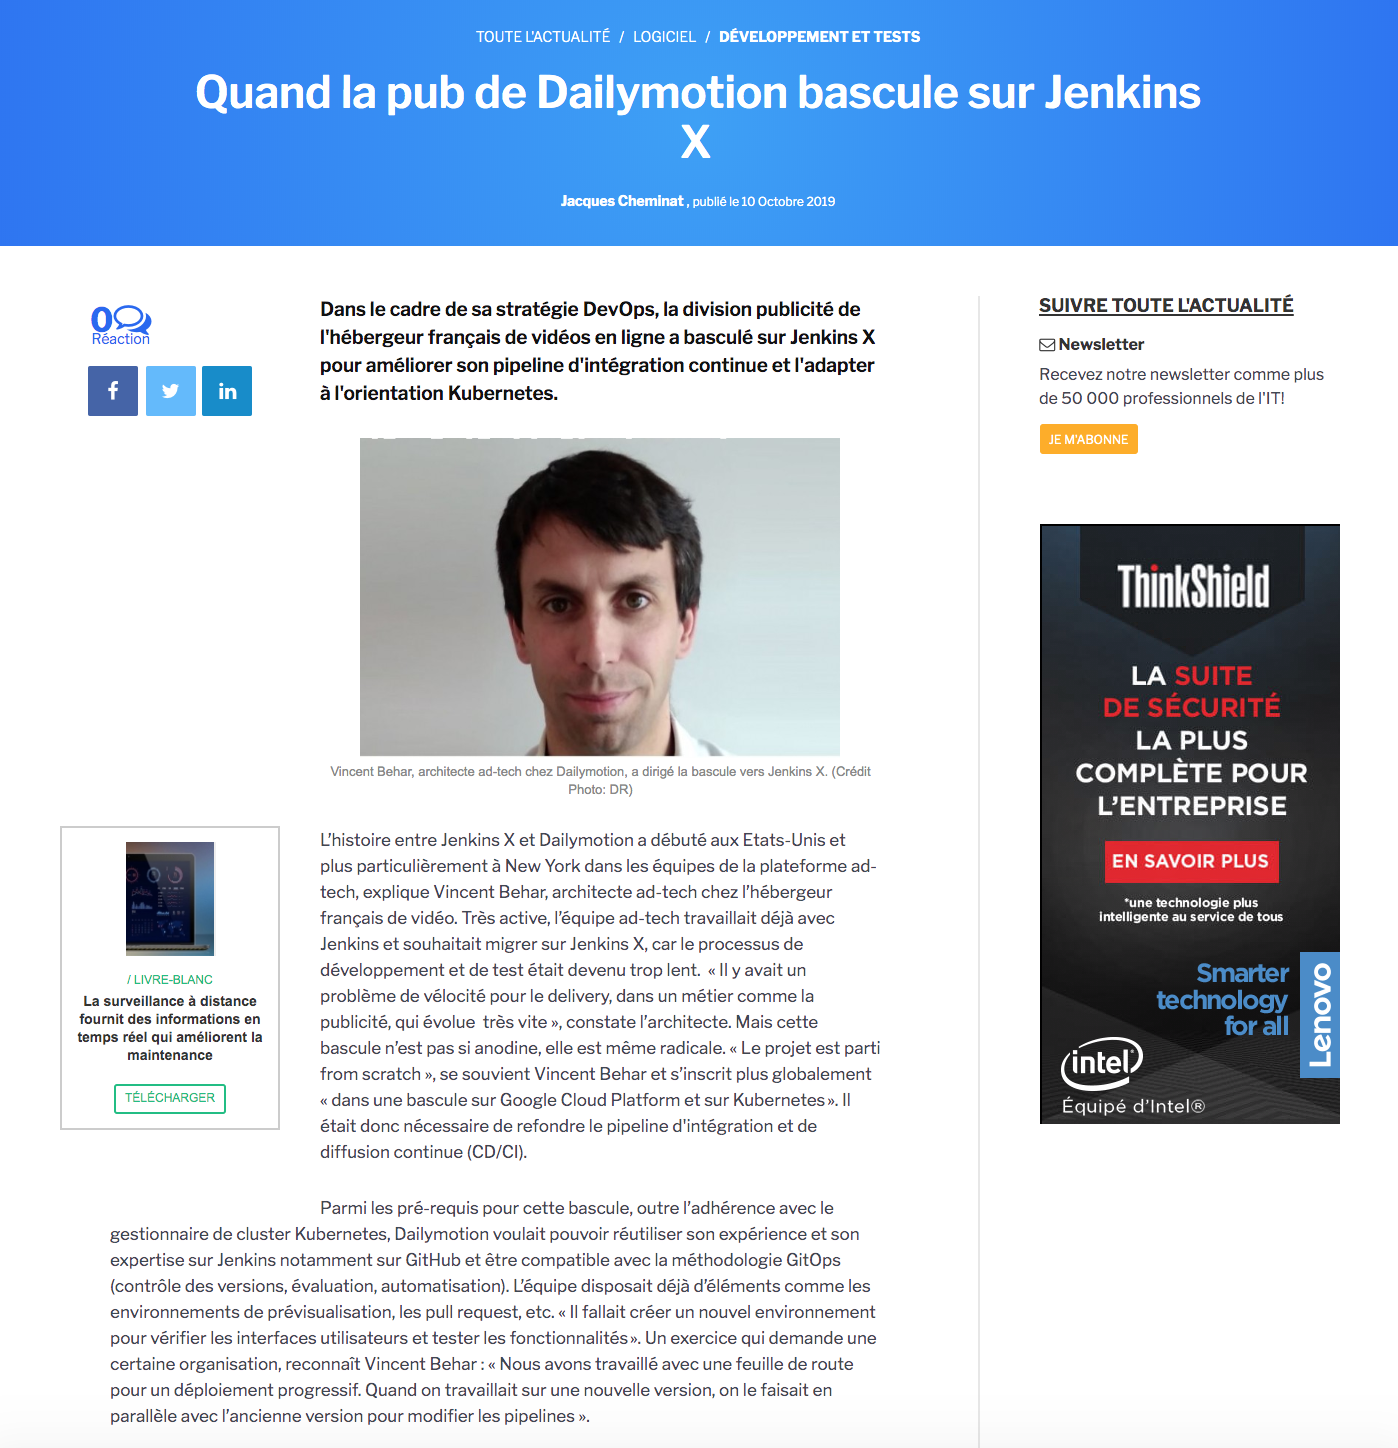 TOUTE L'ACTUALITÉ / LOGICIEL / DÉVELOPPEMENT ET TESTS
Quand la pub de Dailymotion bascule sur Jenkins
X
Jacques Cheminat , publié le 10 Octobre 2019
0
Réaction
f
in
Dans le cadre de sa stratégie DevOps, la division publicité de
l'hébergeur français de vidéos en ligne a basculé sur Jenkins X
pour améliorer son pipeline d'intégration continue et l'adapter
à l'orientation Kubernetes.
Vincent Behar, architecte ad-tech chez Dailymotion, a dirigé la bascule vers Jenkins X. (Crédit
Photo: DR)
/ LIVRE-BLANC
La surveillance à distance
fournit des informations en
temps réel qui améliorent la
maintenance
TÉLÉCHARGER
L'histoire entre Jenkins X et Dailymotion a débuté aux Etats-Unis et
plus particulièrement à New York dans les équipes de la plateforme ad-
tech, explique Vincent Behar, architecte ad-tech chez l'hébergeur
français de vidéo. Très active, l'équipe ad-tech travaillait déjà avec
Jenkins et souhaitait migrer sur Jenkins X, car le processus de
développement et de test était devenu trop lent. « Il y avait un
problème de vélocité pour le delivery, dans un métier comme la
publicité, qui évolue très vite », constate l'architecte. Mais cette
bascule n'est pas si anodine, elle est même radicale. « Le projet est parti
from scratch », se souvient Vincent Behar et s'inscrit plus globalement
« dans une bascule sur Google Cloud Platform et sur Kubernetes ». Il
était donc nécessaire de refondre le pipeline d'intégration et de
diffusion continue (CD/CI).
Parmi les pré-requis pour cette bascule, outre l'adhérence avec le
gestionnaire de cluster Kubernetes, Dailymotion voulait pouvoir réutiliser son expérience et son
expertise sur Jenkins notamment sur GitHub et être compatible avec la méthodologie GitOps
(contrôle des versions, évaluation, automatisation). L'équipe disposait déjà d'éléments comme les
environnements de prévisualisation, les pull request, etc. « Il fallait créer un nouvel environnement
pour vérifier les interfaces utilisateurs et tester les fonctionnalités ». Un exercice qui demande une
certaine organisation, reconnaît Vincent Behar : « Nous avons travaillé avec une feuille de route
pour un déploiement progressif. Quand on travaillait sur une nouvelle version, on le faisait en
parallèle avec l'ancienne version pour modifier les pipelines ».
SUIVRE TOUTE L'ACTUALITÉ
Newsletter
Recevez notre newsletter comme plus
de 50 000 professionnels de l'IT!
JE M'ABONNE
ThinkShield
LA SUITE
DE SÉCURITÉ
LA PLUS
COMPLÈTE POUR
L'ENTREPRISE
EN SAVOIR PLUS
*une technologie plus
intelligente au service de tous
Smarter
technology
for all
Lenovo
intel
Équipé d'Intel®